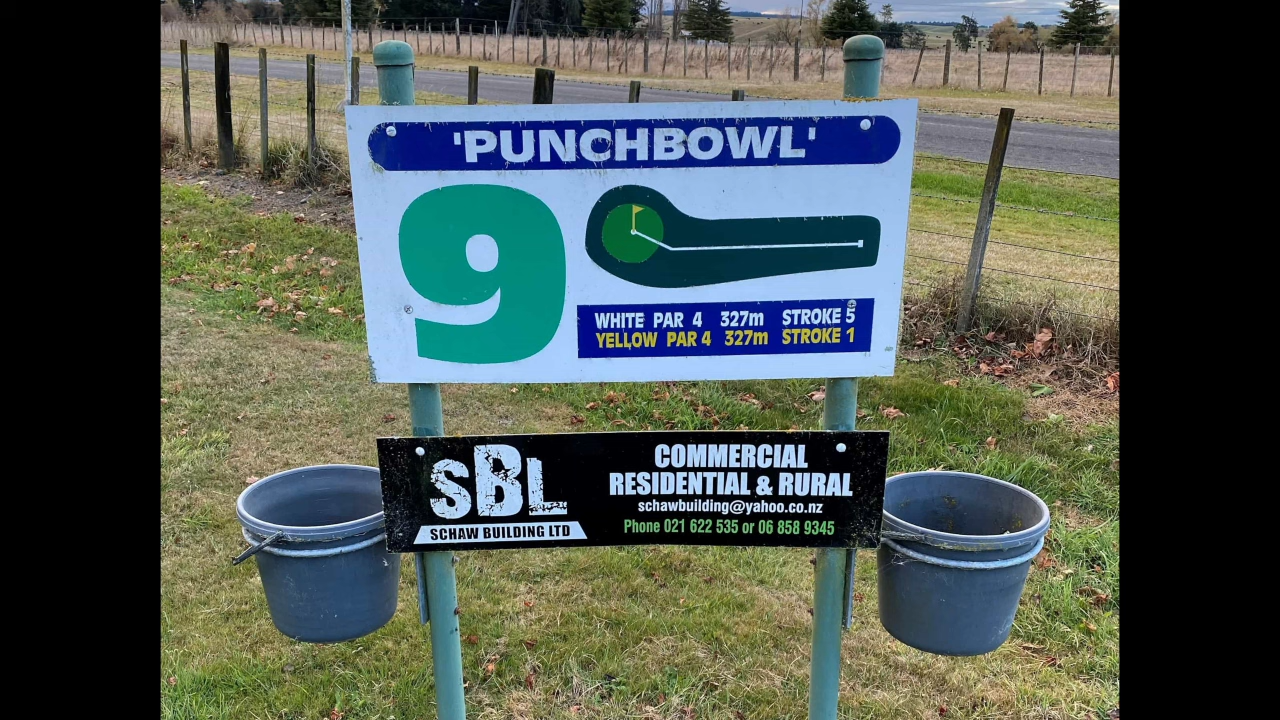 'PUNCHBOWL'
9
WHITE PAR 4 327m STROKE 5
YELLOW PAR 4 327m STROKE 1
SBL
SCHAW BUILDING LTD
COMMERCIAL
RESIDENTIAL & RURAL
schawbuilding@yahoo.co.nz
Phone 021 622 535 or 06 858 9345